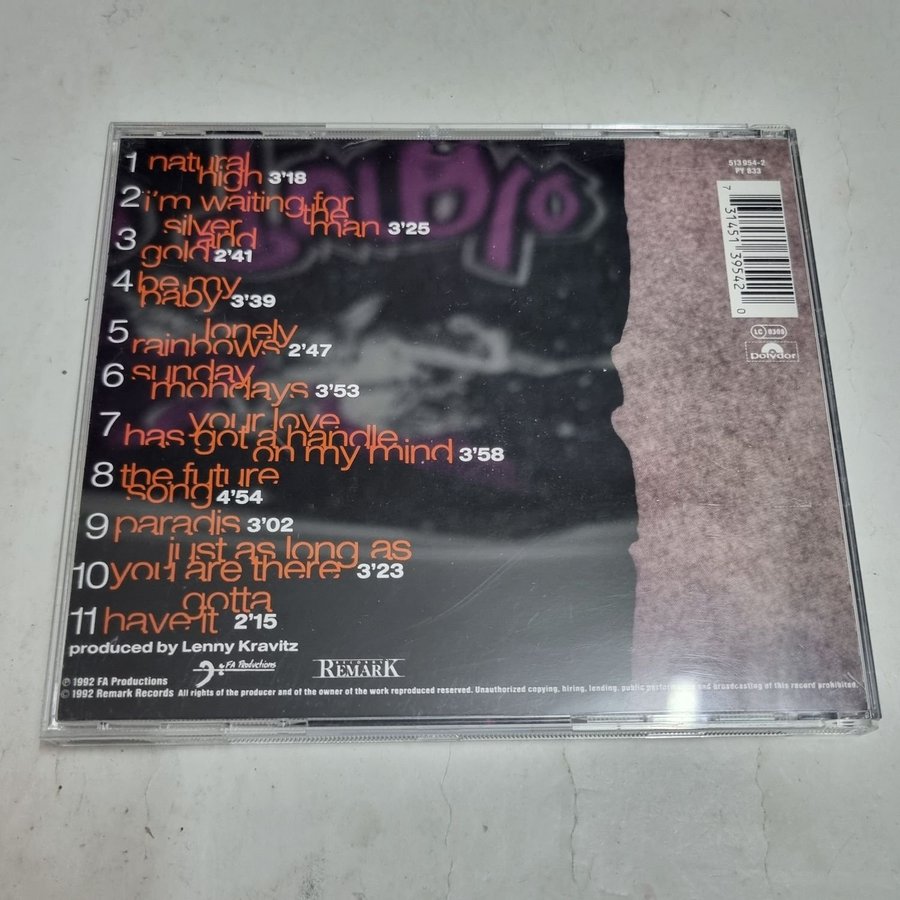 1 natural
high 3'18
2 i'm waiting for
the
man 3'25
3 silver
and
gold 2'41
4 be my
baby 3'39
5 lonely
rainbows 2'47
6 sunday
mondays 3'53
7 your love
has got a handle
on my mind 3'58
8 the future
song 4'54
9 paradis 3'02
just as long as
10 you are there 3'23
gotta
11 have it 2'15
produced by Lenny Kravitz
FA Productions
RECORDS
REMARK
℗ 1992 FA Productions
© 1992 Remark Records All rights of the producer and of the owner of the work reproduced reserved. Unauthorized copying, hiring, lending, public performance and broadcasting of this record prohibited.
513 954-2
PY 833
7 31451 39542 0
LC 0309
polydor